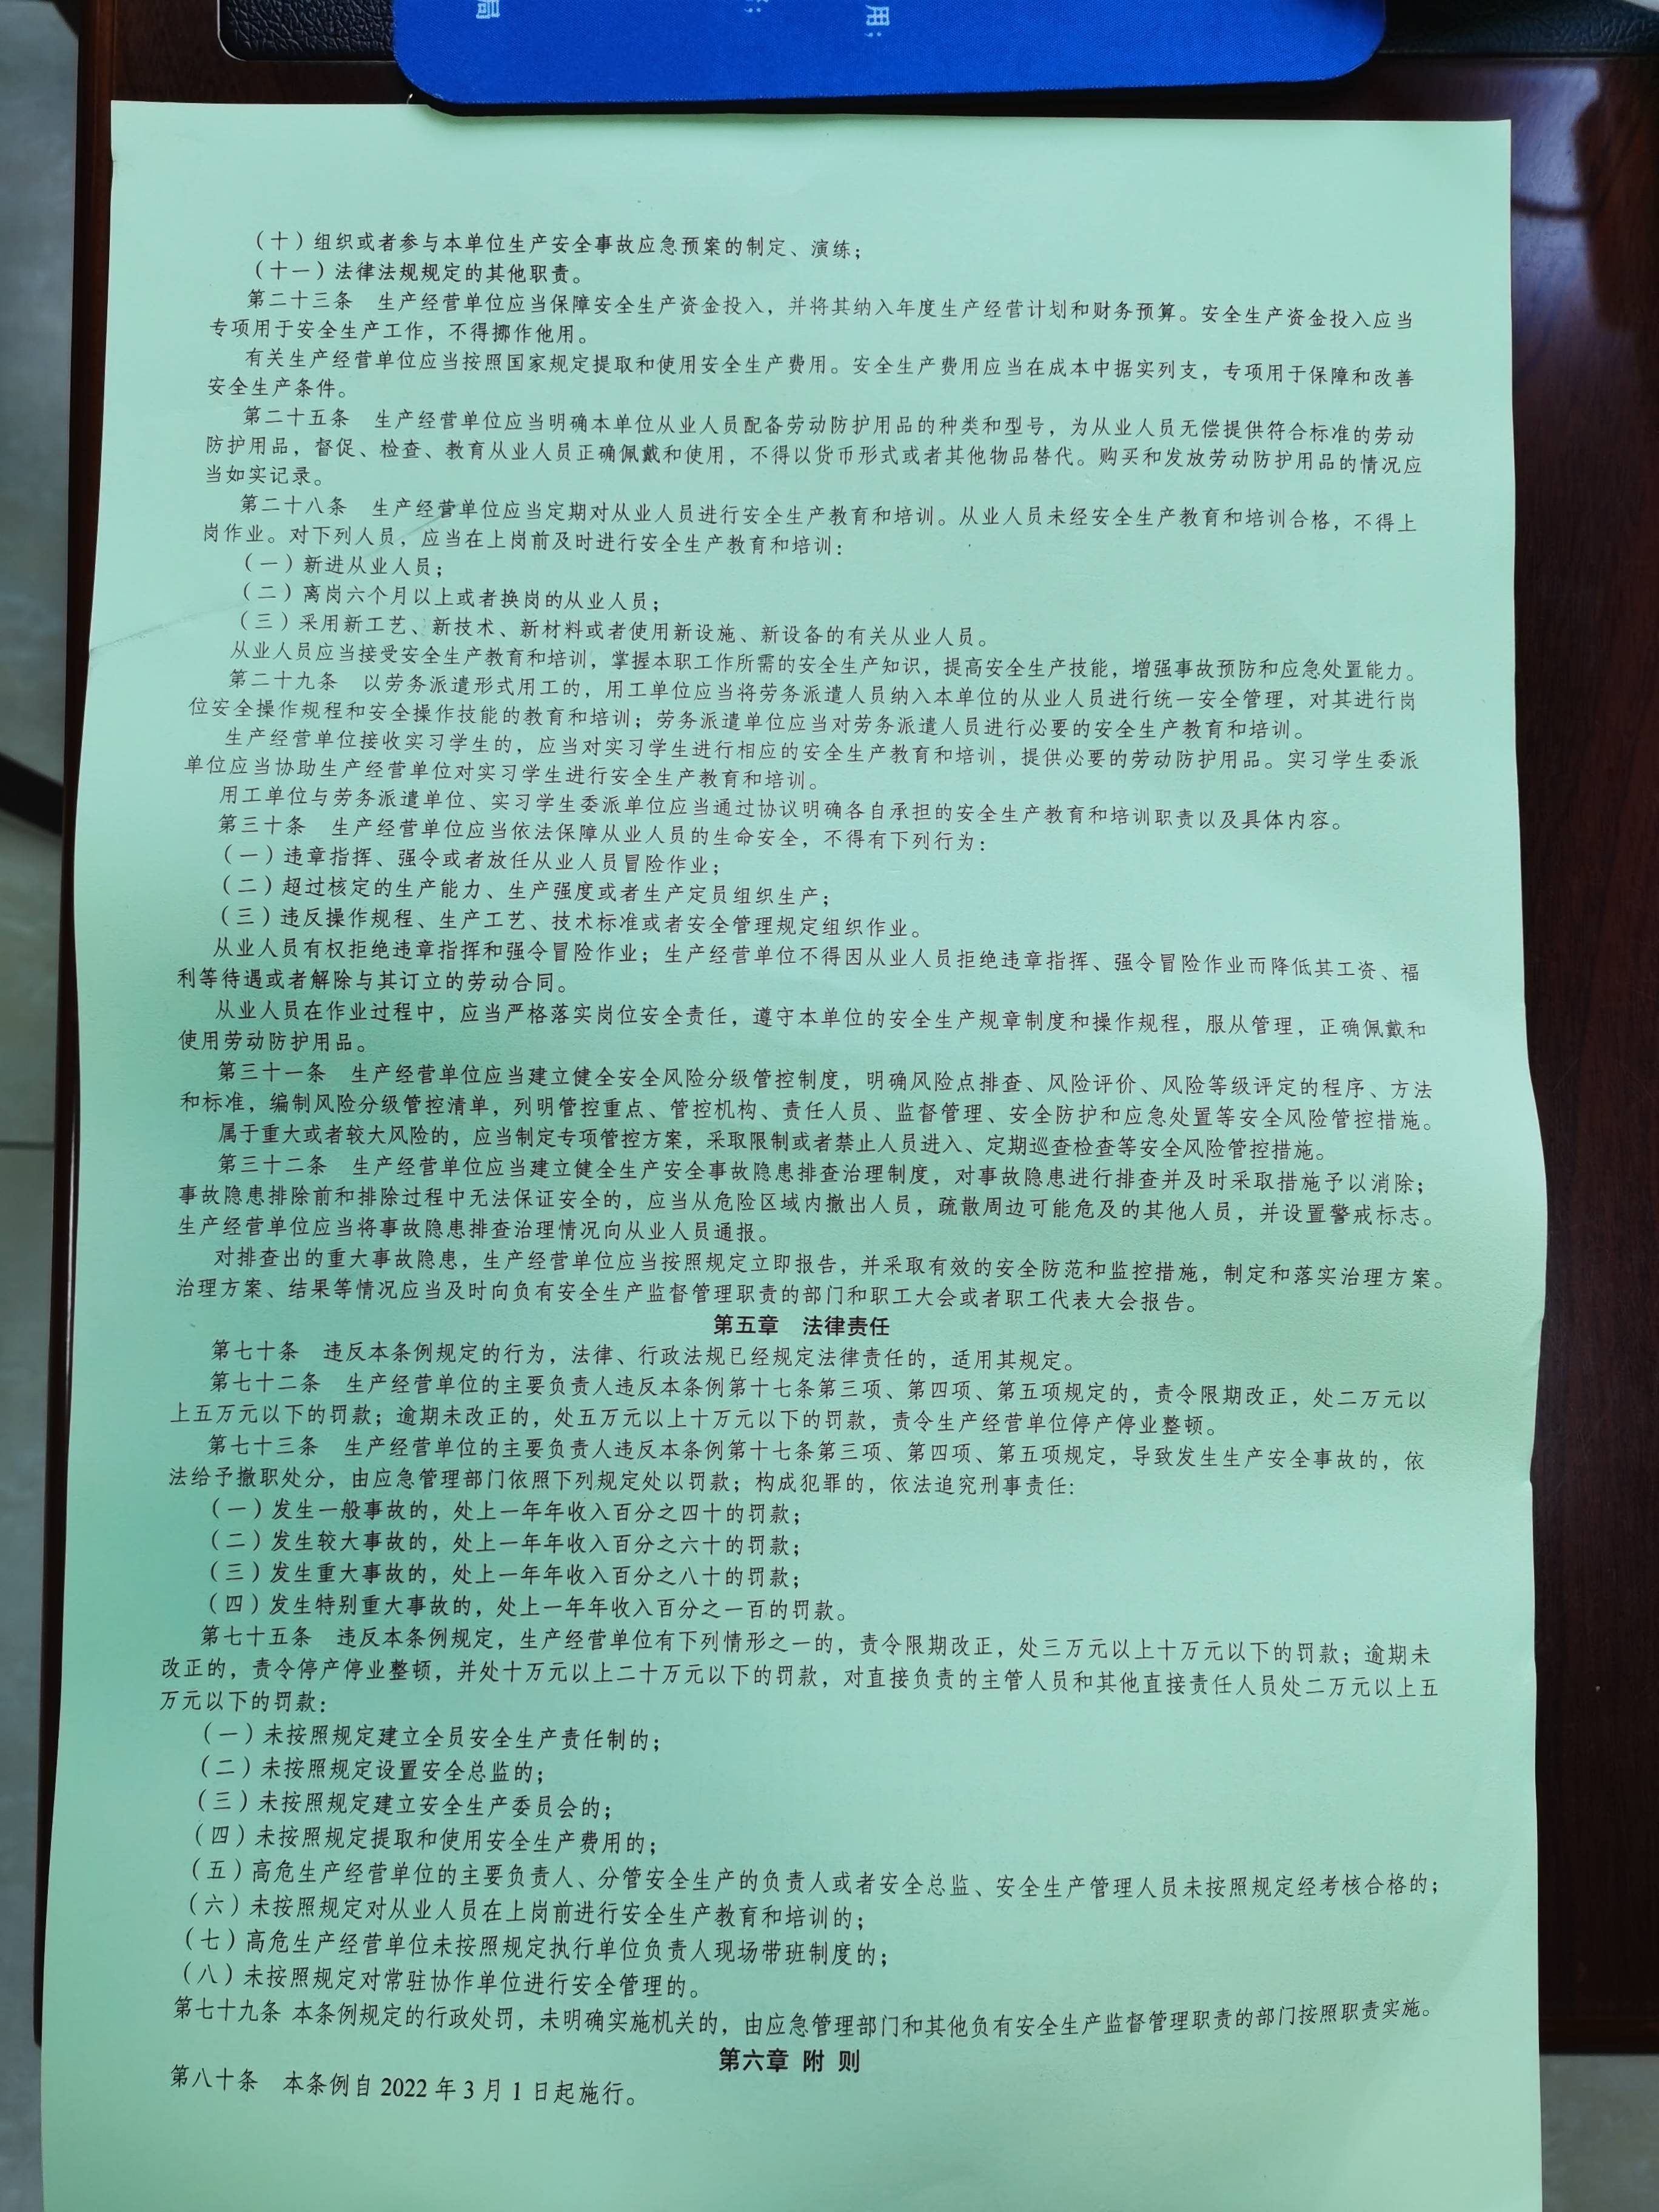 局
用;
(十)组织或者参与本单位生产安全事故应急预案的制定、演练;
(十一)法律法规规定的其他职责。
第二十三条 生产经营单位应当保障安全生产资金投入，并将其纳入年度生产经营计划和财务预算。安全生产资金投入应当
专项用于安全生产工作，不得挪作他用。
有关生产经营单位应当按照国家规定提取和使用安全生产费用。安全生产费用应当在成本中据实列支，专项用于保障和改善
安全生产条件。
第二十五条 生产经营单位应当明确本单位从业人员配备劳动防护用品的种类和型号，为从业人员无偿提供符合标准的劳动
防护用品，督促、检查、教育从业人员正确佩戴和使用，不得以货币形式或者其他物品替代。购买和发放劳动防护用品的情况应
当如实记录。
第二十八条 生产经营单位应当定期对从业人员进行安全生产教育和培训。从业人员未经安全生产教育和培训合格，不得上
岗作业。对下列人员，应当在上岗前及时进行安全生产教育和培训:
(一)新进从业人员;
(二)离岗六个月以上或者换岗的从业人员;
(三)采用新工艺、新技术、新材料或者使用新设施、新设备的有关从业人员。
从业人员应当接受安全生产教育和培训，掌握本职工作所需的安全生产知识，提高安全生产技能，增强事故预防和应急处置能力。
第二十九条 以劳务派遣形式用工的，用工单位应当将劳务派遣人员纳入本单位的从业人员进行统一安全管理，对其进行岗
位安全操作规程和安全操作技能的教育和培训;劳务派遣单位应当对劳务派遣人员进行必要的安全生产教育和培训。
生产经营单位接收实习学生的，应当对实习学生进行相应的安全生产教育和培训，提供必要的劳动防护用品。实习学生委派
单位应当协助生产经营单位对实习学生进行安全生产教育和培训。
用工单位与劳务派遣单位、实习学生委派单位应当通过协议明确各自承担的安全生产教育和培训职责以及具体内容。
第三十条 生产经营单位应当依法保障从业人员的生命安全，不得有下列行为:
(一)违章指挥、强令或者放任从业人员冒险作业;
(二)超过核定的生产能力、生产强度或者生产定员组织生产;
(三)违反操作规程、生产工艺、技术标准或者安全管理规定组织作业。
从业人员有权拒绝违章指挥和强令冒险作业;生产经营单位不得因从业人员拒绝违章指挥、强令冒险作业而降低其工资、福
利等待遇或者解除与其订立的劳动合同。
从业人员在作业过程中，应当严格落实岗位安全责任，遵守本单位的安全生产规章制度和操作规程，服从管理，正确佩戴和
使用劳动防护用品。
第三十一条 生产经营单位应当建立健全安全风险分级管控制度，明确风险点排查、风险评价、风险等级评定的程序、方法
和标准，编制风险分级管控清单，列明管控重点、管控机构、责任人员、监督管理、安全防护和应急处置等安全风险管控措施。
属于重大或者较大风险的，应当制定专项管控方案，采取限制或者禁止人员进入、定期巡查检查等安全风险管控措施。
第三十二条 生产经营单位应当建立健全生产安全事故隐患排查治理制度，对事故隐患进行排查并及时采取措施予以消除;
事故隐患排除前和排除过程中无法保证安全的，应当从危险区域内撤出人员，疏散周边可能危及的其他人员，并设置警戒标志。
生产经营单位应当将事故隐患排查治理情况向从业人员通报。
对排查出的重大事故隐患，生产经营单位应当按照规定立即报告，并采取有效的安全防范和监控措施，制定和落实治理方案。
治理方案、结果等情况应当及时向负有安全生产监督管理职责的部门和职工大会或者职工代表大会报告。
第五章 法律责任
第七十条 违反本条例规定的行为，法律、行政法规已经规定法律责任的，适用其规定。
第七十二条 生产经营单位的主要负责人违反本条例第十七条第三项、第四项、第五项规定的，责令限期改正，处二万元以
上五万元以下的罚款;逾期未改正的，处五万元以上十万元以下的罚款，责令生产经营单位停产停业整顿。
第七十三条 生产经营单位的主要负责人违反本条例第十七条第三项、第四项、第五项规定，导致发生生产安全事故的，依
法给予撤职处分，由应急管理部门依照下列规定处以罚款;构成犯罪的，依法追究刑事责任:
(一)发生一般事故的，处上一年年收入百分之四十的罚款;
(二)发生较大事故的，处上一年年收入百分之六十的罚款;
(三)发生重大事故的，处上一年年收入百分之八十的罚款;
(四)发生特别重大事故的，处上一年年收入百分之一百的罚款。
第七十五条 违反本条例规定，生产经营单位有下列情形之一的，责令限期改正，处三万元以上十万元以下的罚款;逾期未
改正的，责令停产停业整顿，并处十万元以上二十万元以下的罚款，对直接负责的主管人员和其他直接责任人员处二万元以上五
万元以下的罚款:
(一)未按照规定建立全员安全生产责任制的;
(二)未按照规定设置安全总监的;
(三)未按照规定建立安全生产委员会的;
(四)未按照规定提取和使用安全生产费用的;
(五)高危生产经营单位的主要负责人、分管安全生产的负责人或者安全总监、安全生产管理人员未按照规定经考核合格的;
(六)未按照规定对从业人员在上岗前进行安全生产教育和培训的;
(七)高危生产经营单位未按照规定执行单位负责人现场带班制度的;
(八)未按照规定对常驻协作单位进行安全管理的。
第七十九条 本条例规定的行政处罚，未明确实施机关的，由应急管理部门和其他负有安全生产监督管理职责的部门按照职责实施。
第六章 附 则
第八十条 本条例自2022年3月1日起施行。